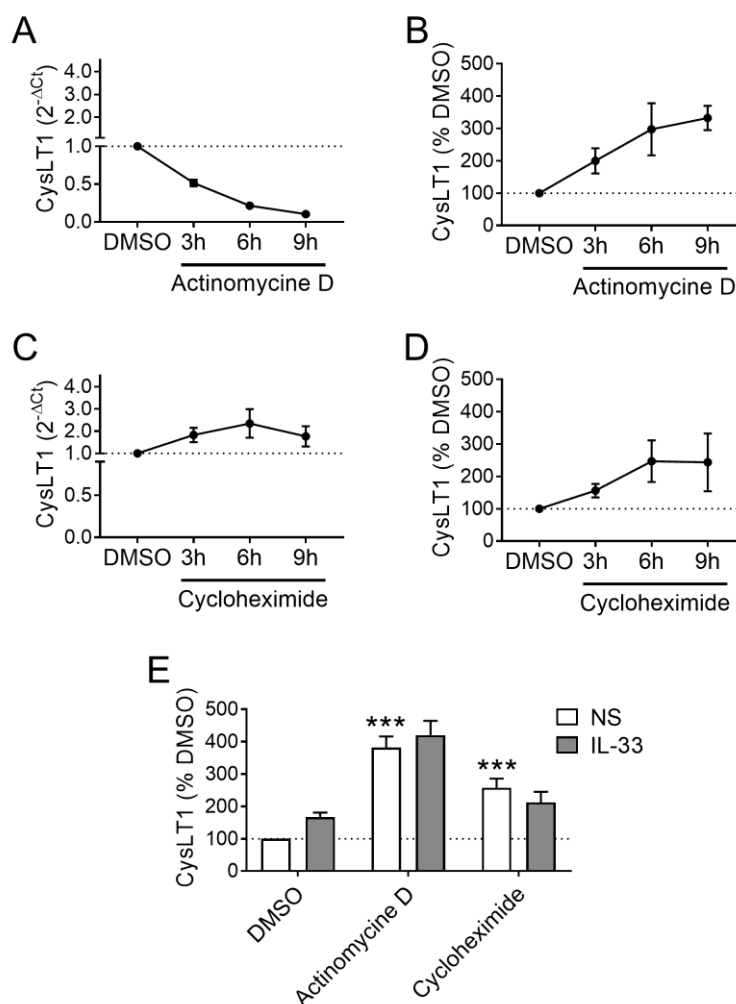 A
CysLT1 (2-ΔCt)
4.0
3.0
2.0
1.0
0.5
0.0
DMSO 3h 6h 9h
Actinomycine D
B
CysLT1 (% DMSO)
500
400
300
200
100
0
DMSO 3h 6h 9h
Actinomycine D
C
CysLT1 (2-ΔCt)
4.0
3.0
2.0
1.0
0.0
DMSO 3h 6h 9h
Cycloheximide
D
CysLT1 (% DMSO)
500
400
300
200
100
0
DMSO 3h 6h 9h
Cycloheximide
E
CysLT1 (% DMSO)
500
400
300
200
100
0
*** ***
NS
IL-33
DMSO
Actinomycine D
Cycloheximide